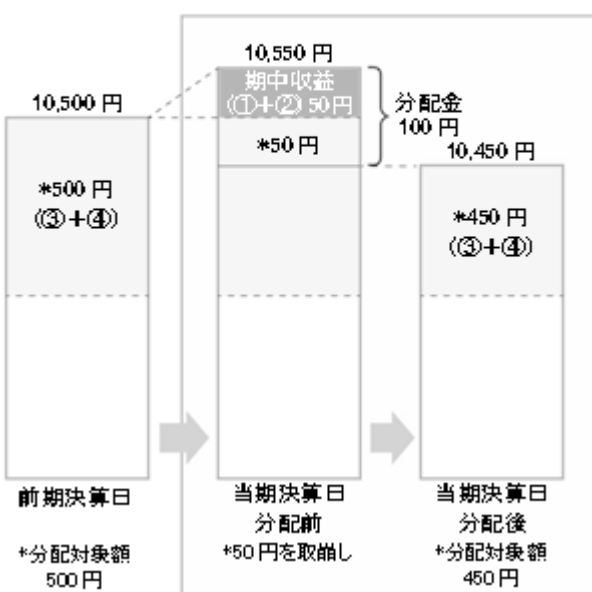 10,550 円
期中収益
(①+②) 50円
分配金
100 円
10,500 円
*50 円
10,450 円
*500 円
(③+④)
*450 円
(③+④)
前期決算日
*分配対象額
500 円
当期決算日
分配前
*50 円を取崩し
当期決算日
分配後
*分配対象額
450 円